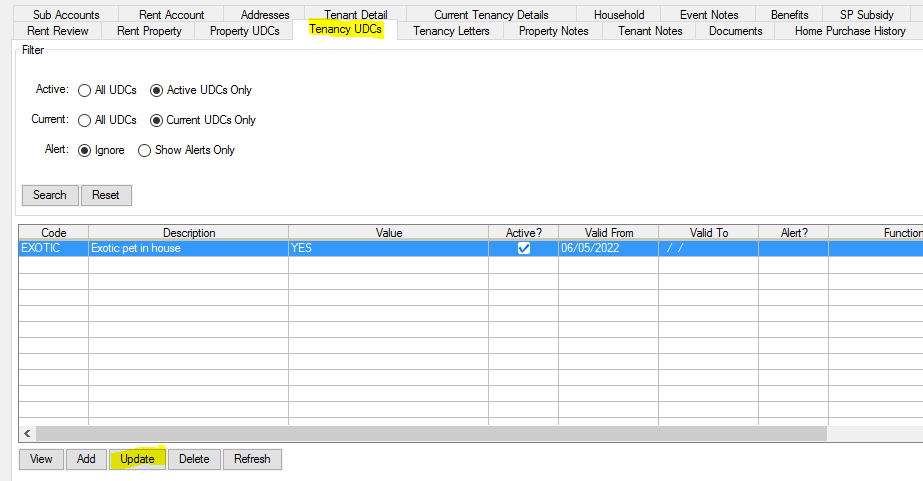 Sub Accounts Rent Account Addresses Tenant Detail Current Tenancy Details Household Event Notes Benefits SP Subsidy
Rent Review Rent Property Property UDCs Tenancy UDCs Tenancy Letters Property Notes Tenant Notes Documents Home Purchase History
Filter
Active: All UDCs Active UDCs Only
Current: All UDCs Current UDCs Only
Alert: Ignore Show Alerts Only
Search Reset
Code Description Value Active? Valid From Valid To Alert? Function
EXOTIC Exotic pet in house YES 06/05/2022 / /
View Add Update Delete Refresh